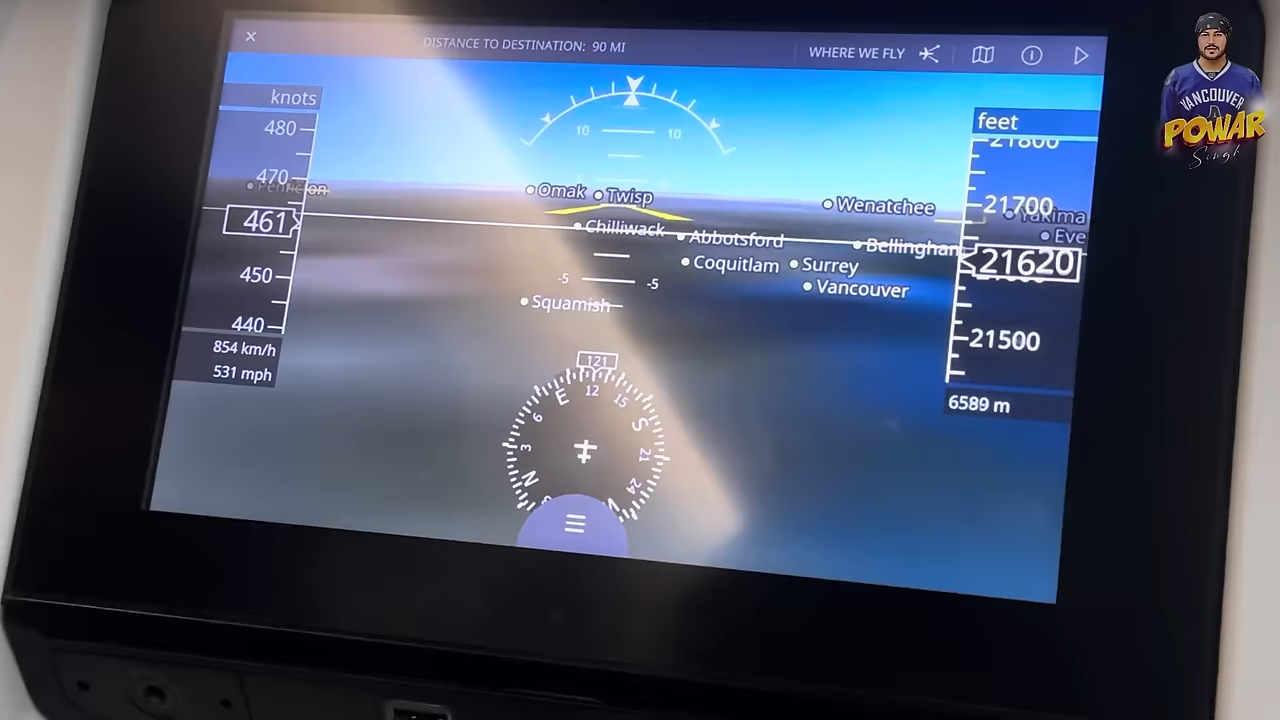 DISTANCE TO DESTINATION: 90 MI
WHERE WE FLY
knots
480
470
461
450
440
854 km/h
531 mph
10 10
-5 -5
Penticton
Omak
Twisp
Chilliwack
Abbotsford
Coquitlam
Surrey
Vancouver
Squamish
Wenatchee
Bellingham
Yakima
Eve
feet
21800
21700
21620
21500
6589 m
121
12
15
S
21
24
N
3
6
E
VANCOUVER
POWAR
Singh